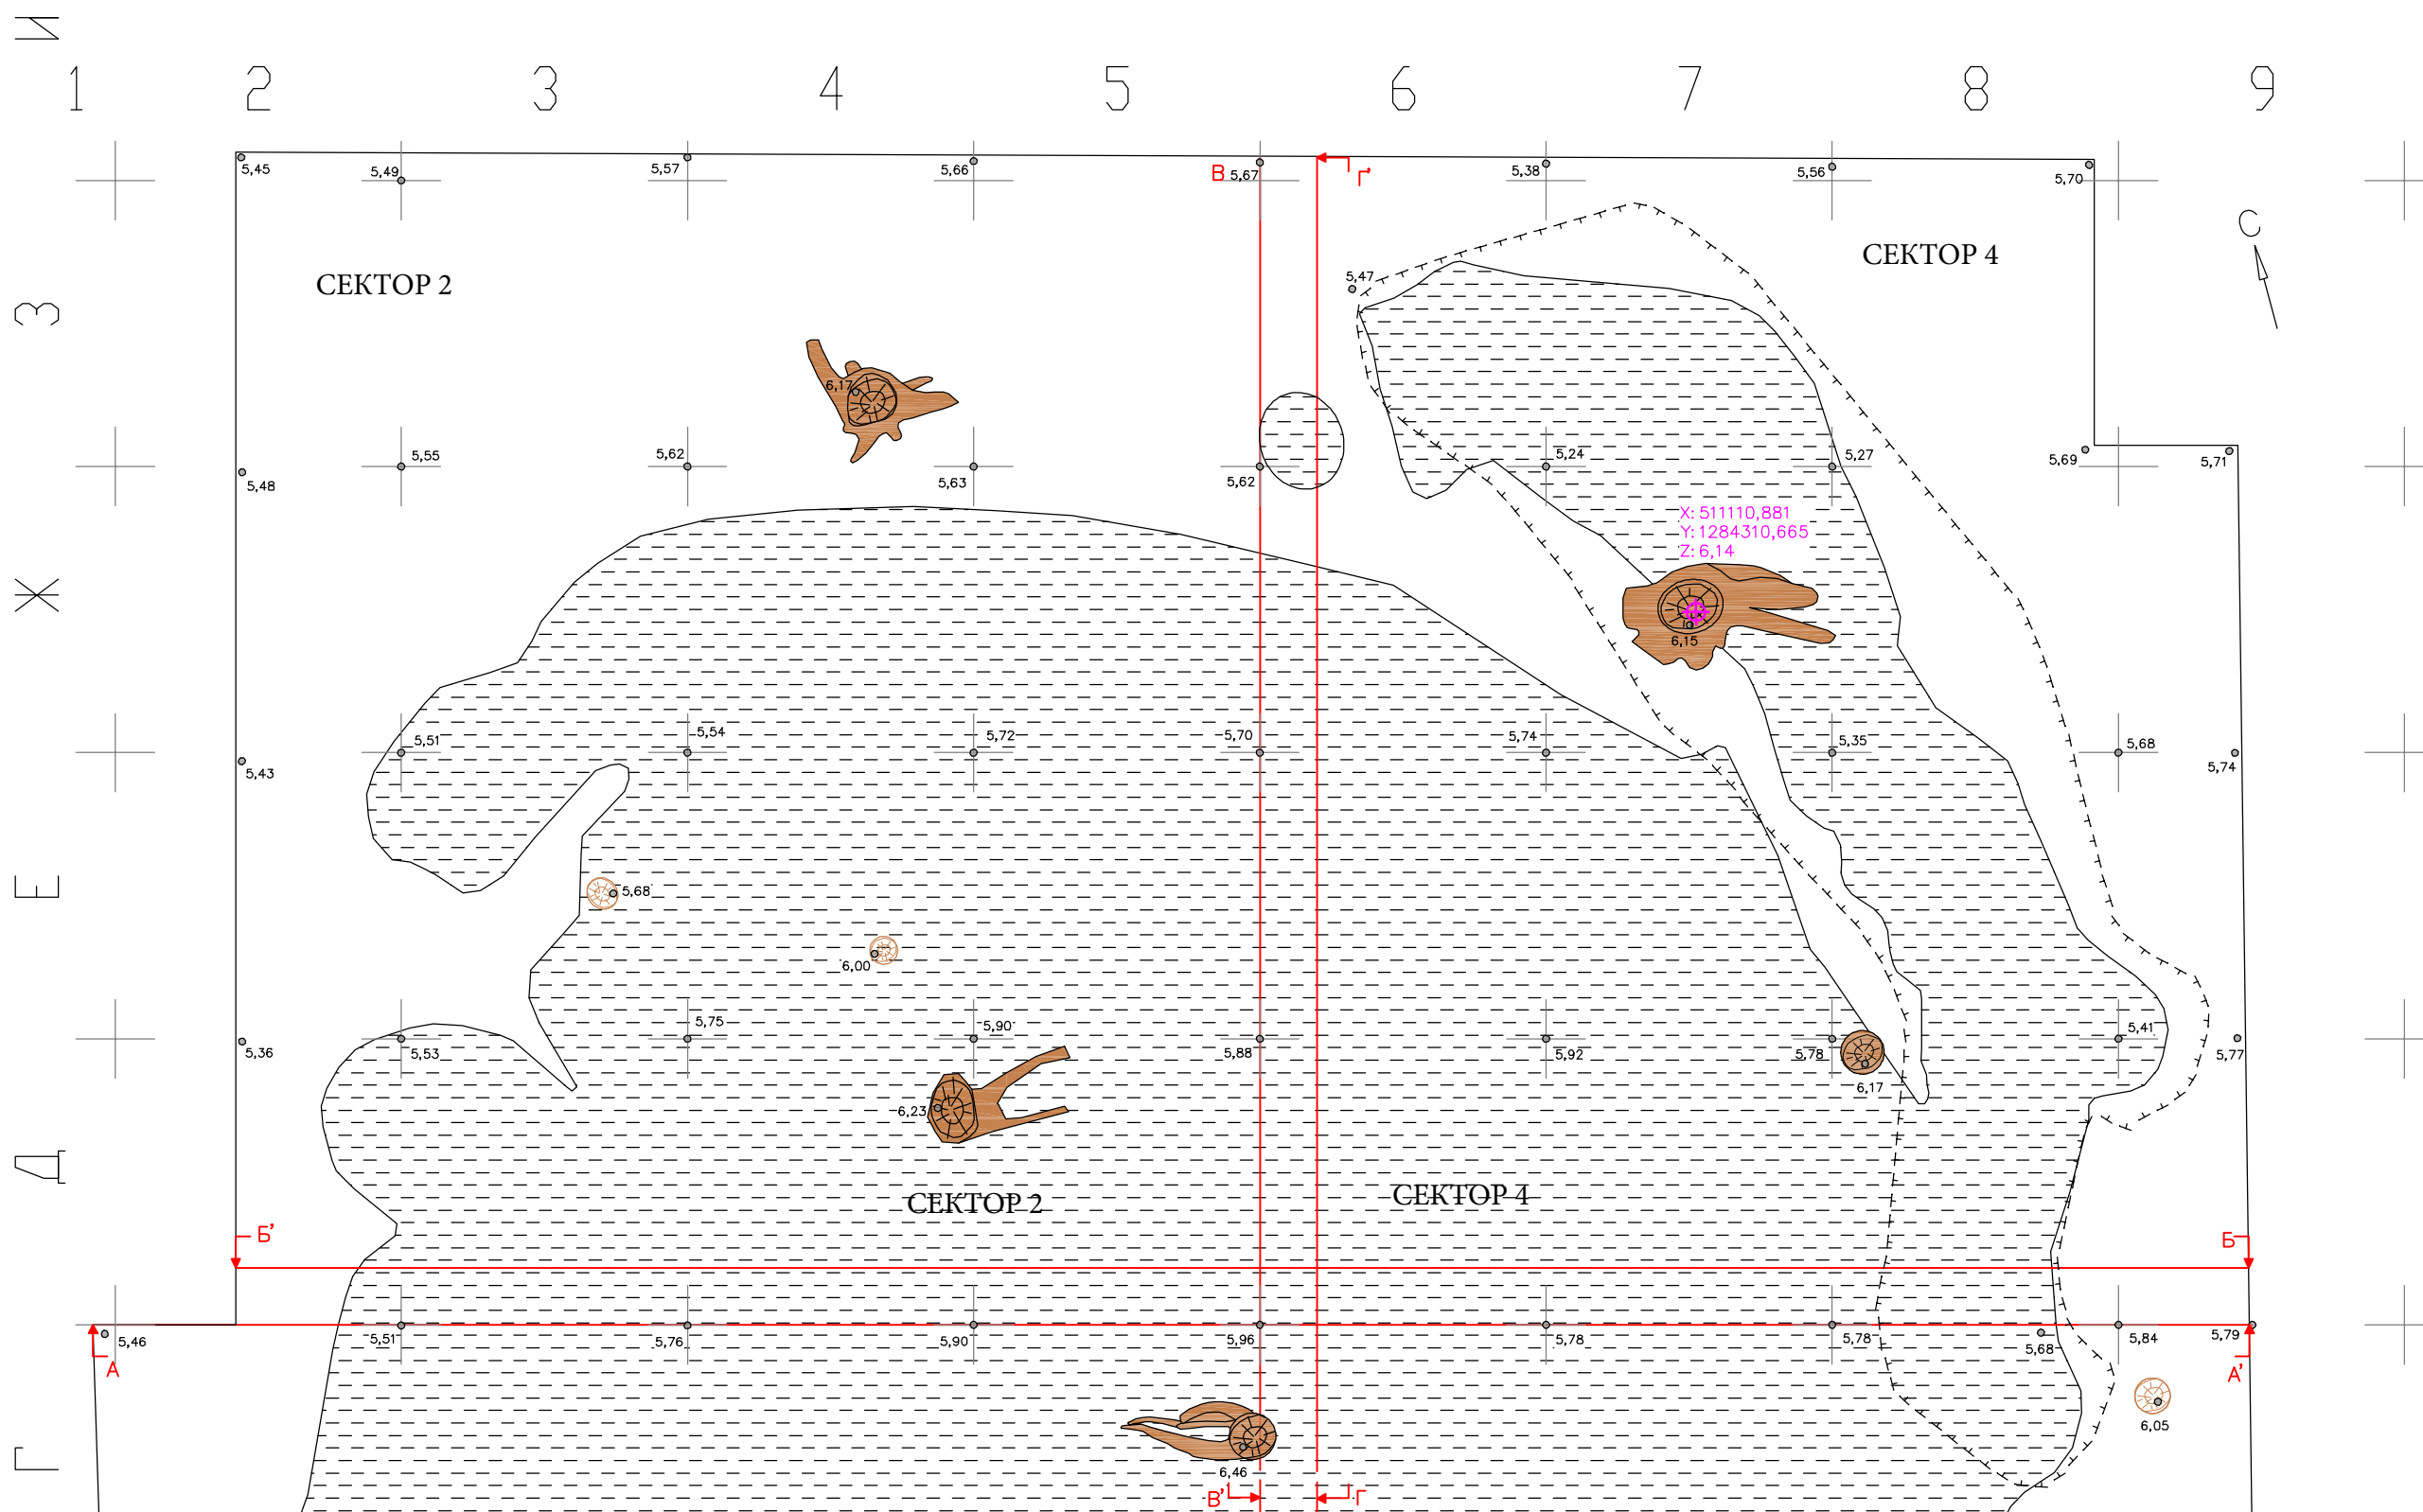 И
1 2 3 4 5 6 7 8 9
5,45 5,49 5,57 5,66 В 5,67 Г' 5,38 5,56 5,70
С
СЕКТОР 2
СЕКТОР 4
5,47
З
6,17
5,48 5,55 5,62 5,63 5,62 5,24 5,27 5,69 5,71
X: 511110,881
Y: 1284310,665
Z: 6,14
Ж
6,15
5,43 5,51 5,54 5,72 5,70 5,74 5,35 5,68 5,74
Е
5,68
6,00
5,36 5,53 5,75 5,90 5,88 5,92 5,78 5,41 5,77
6,17
6,23
Д
СЕКТОР 2
СЕКТОР 4
Б' Б
5,46 5,51 5,76 5,90 5,96 5,78 5,78 5,68 5,84 5,79
А А'
6,05
Г
6,46
В' Г